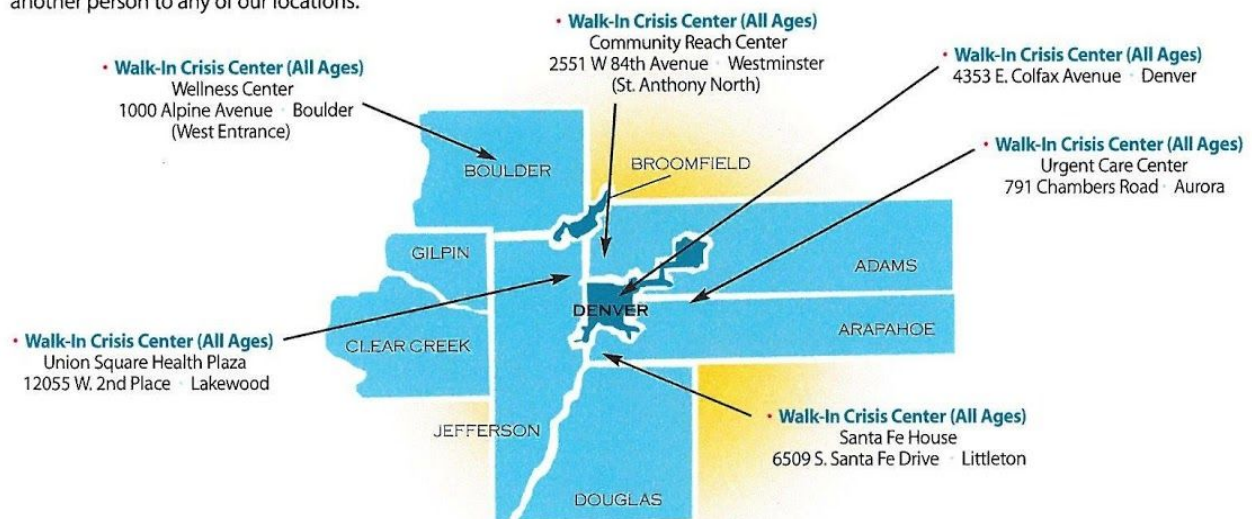 another person to any of our locations.
• Walk-In Crisis Center (All Ages)
Community Reach Center
2551 W 84th Avenue · Westminster
(St. Anthony North)
• Walk-In Crisis Center (All Ages)
4353 E. Colfax Avenue · Denver
• Walk-In Crisis Center (All Ages)
Wellness Center
1000 Alpine Avenue · Boulder
(West Entrance)
• Walk-In Crisis Center (All Ages)
Urgent Care Center
791 Chambers Road · Aurora
BOULDER
BROOMFIELD
GILPIN
ADAMS
DENVER
ARAPAHOE
CLEAR CREEK
• Walk-In Crisis Center (All Ages)
Union Square Health Plaza
12055 W. 2nd Place · Lakewood
JEFFERSON
• Walk-In Crisis Center (All Ages)
Santa Fe House
6509 S. Santa Fe Drive · Littleton
DOUGLAS